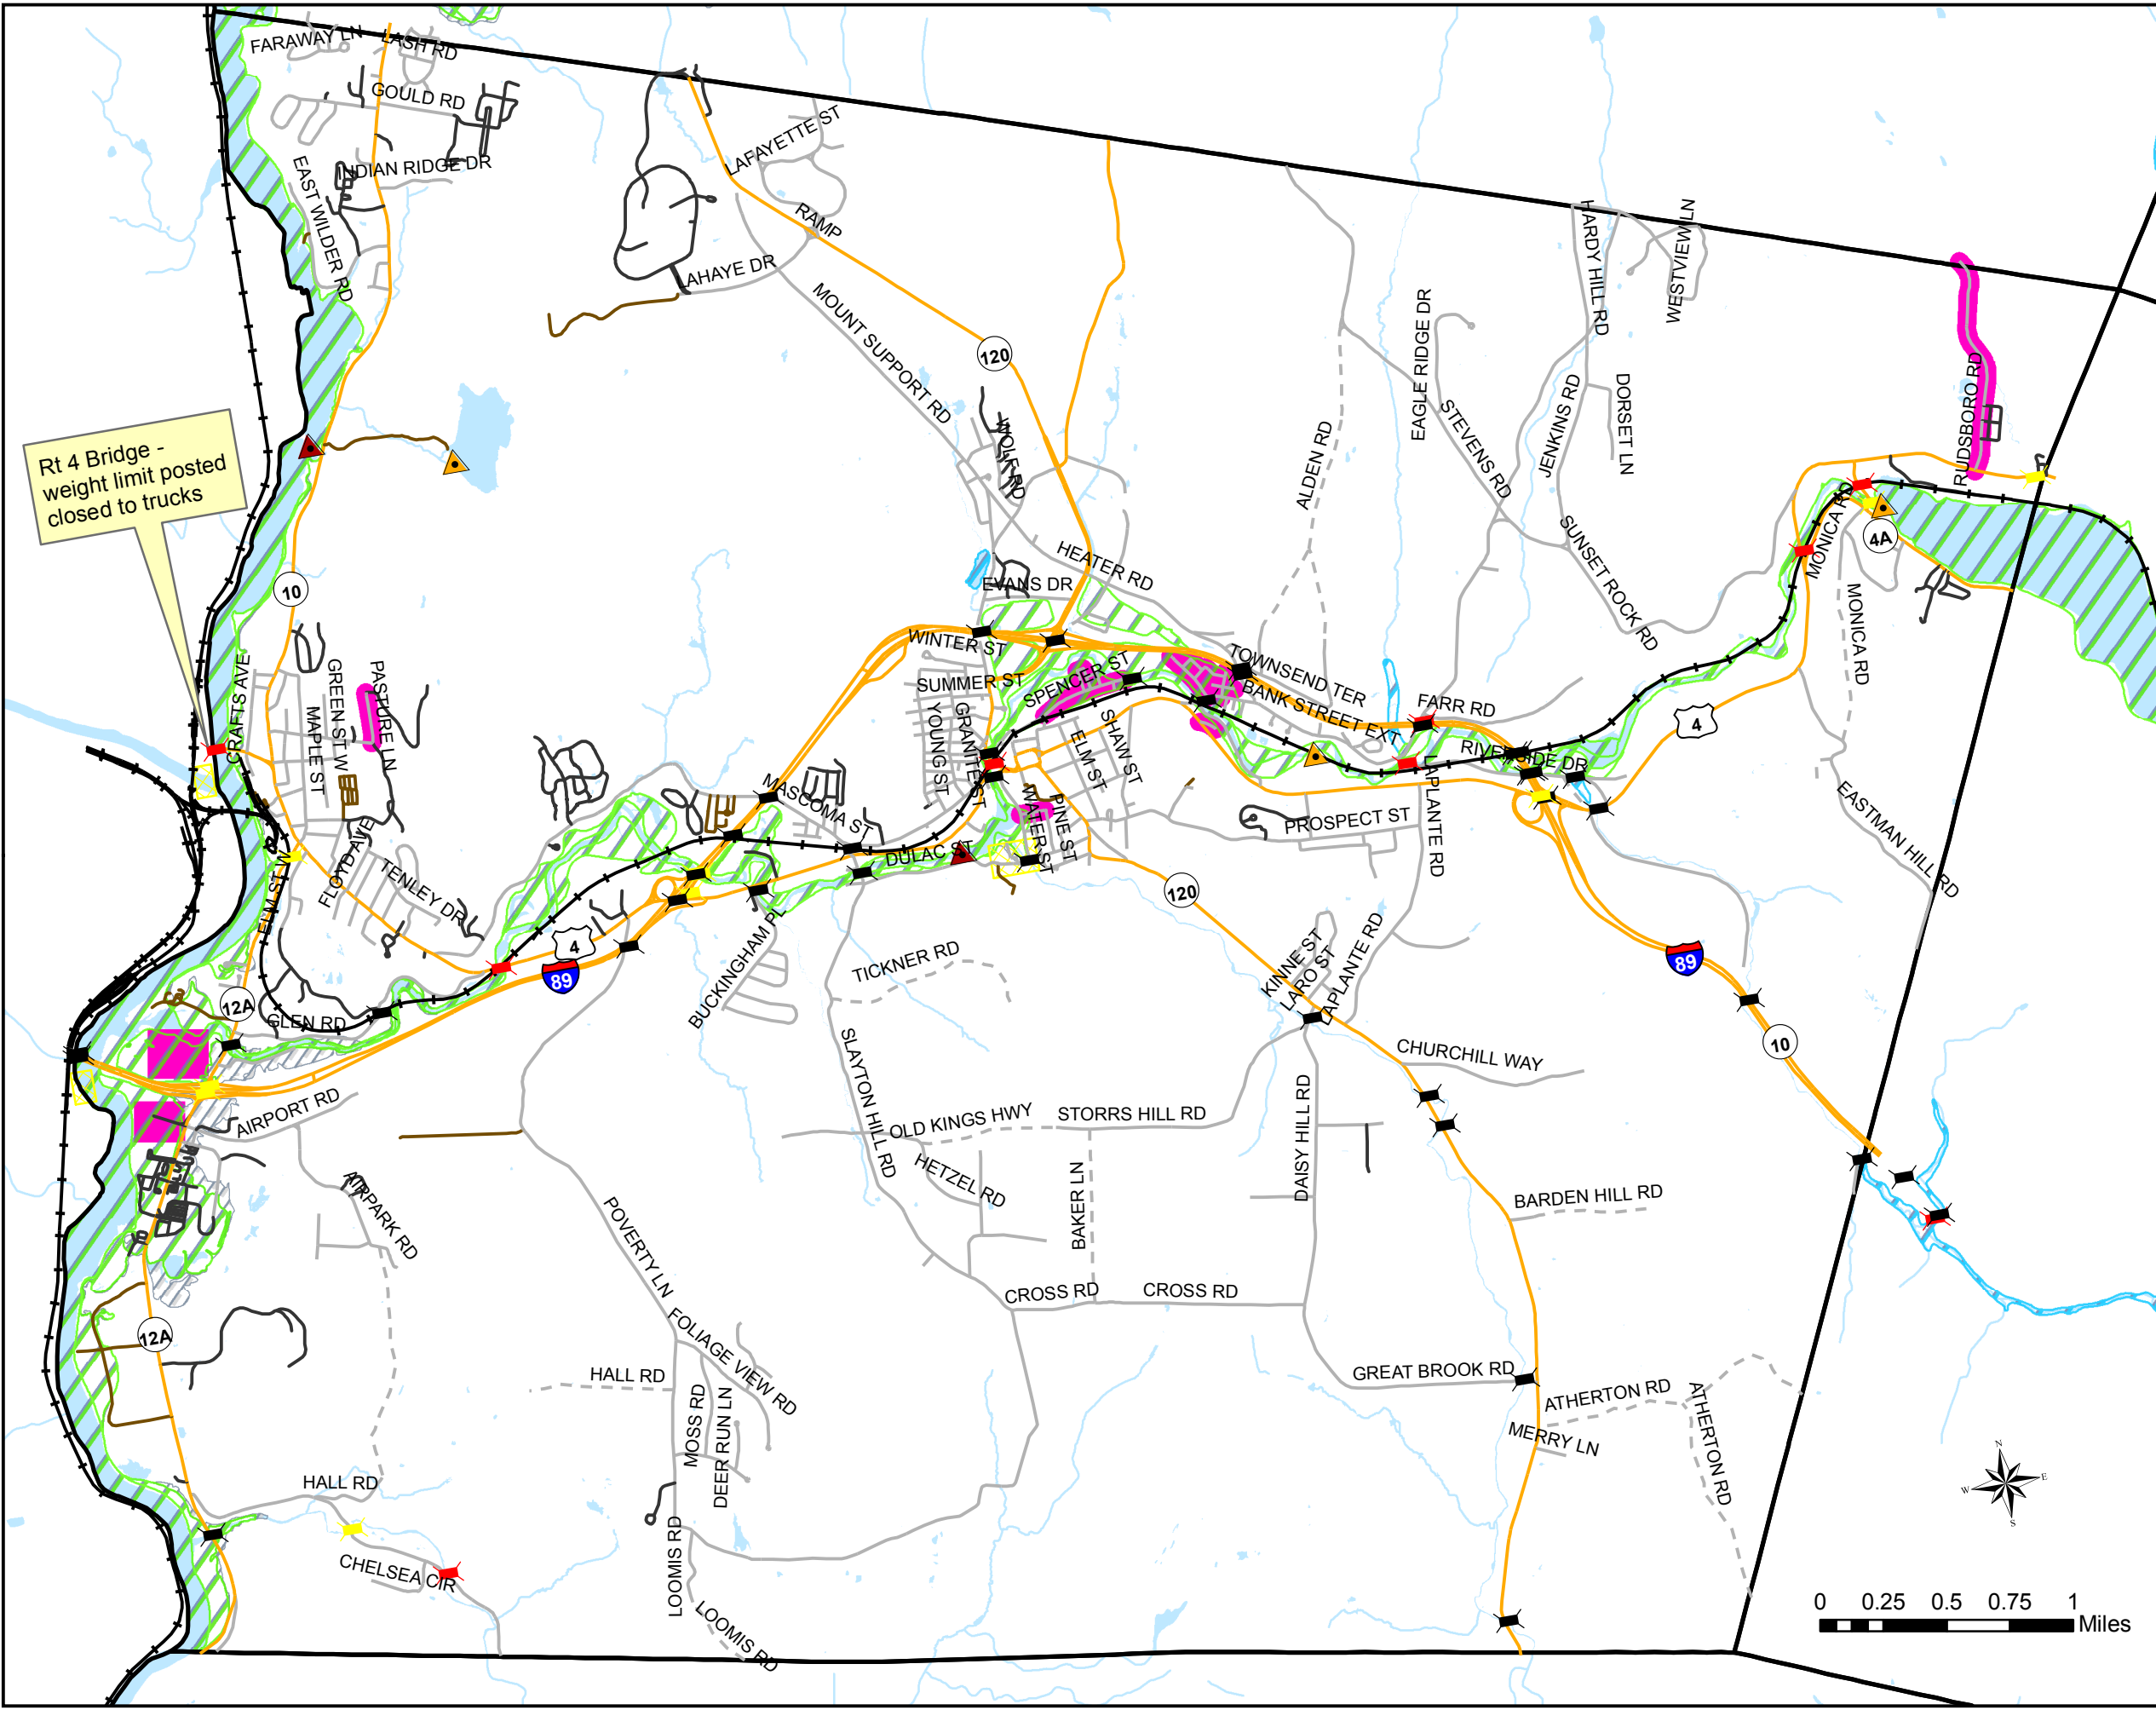 FARAWAY LN
LASH RD
GOULD RD
INDIAN RIDGE DR
EAST WILDER RD
LAFAYETTE ST
RAMP
LAHAYE DR
MOUNT SUPPORT RD
120
WOLF RD
HARDY HILL RD
WESTVIEW LN
EAGLE RIDGE DR
STEVENS RD
JENKINS RD
DORSET LN
ALDEN RD
SUNSET ROCK RD
RUDSBORO RD
MONICA RD
4A
MONICA RD
Rt 4 Bridge -
weight limit posted
closed to trucks
10
HEATER RD
EVANS DR
WINTER ST
SUMMER ST
SPENCER ST
TOWNSEND TER
BANK STREET EXT
FARR RD
RIVERSIDE DR
4
CRAFTS AVE
GREEN ST W
MAPLE ST
PASTURE LN
YOUNG ST
GRANT ST
ELM ST
SHAW ST
MASCOMA ST
WATER ST
PINE ST
PROSPECT ST
LAPLANTE RD
EASTMAN HILL RD
DULAC ST
FLOYD AVE
TENLEY DR
ELM ST W
120
4
89
BUCKINGHAM PL
TICKNER RD
KINNE ST
LARO ST
LAPLANTE RD
89
12A
GLEN RD
10
AIRPORT RD
SLAYTON HILL RD
OLD KINGS HWY
STORRS HILL RD
CHURCHILL WAY
DAISY HILL RD
HETZEL RD
BAKER LN
BARDEN HILL RD
AIRPARK RD
POVERTY LN
CROSS RD
CROSS RD
12A
FOLIAGE VIEW RD
HALL RD
MOSS RD
DEER RUN LN
GREAT BROOK RD
ATHERTON RD
ATHERTON RD
MERRY LN
HALL RD
CHELSEA CIR
LOOMIS RD
LOOMIS RD
N
W
E
S
0 0.25 0.5 0.75 1
Miles